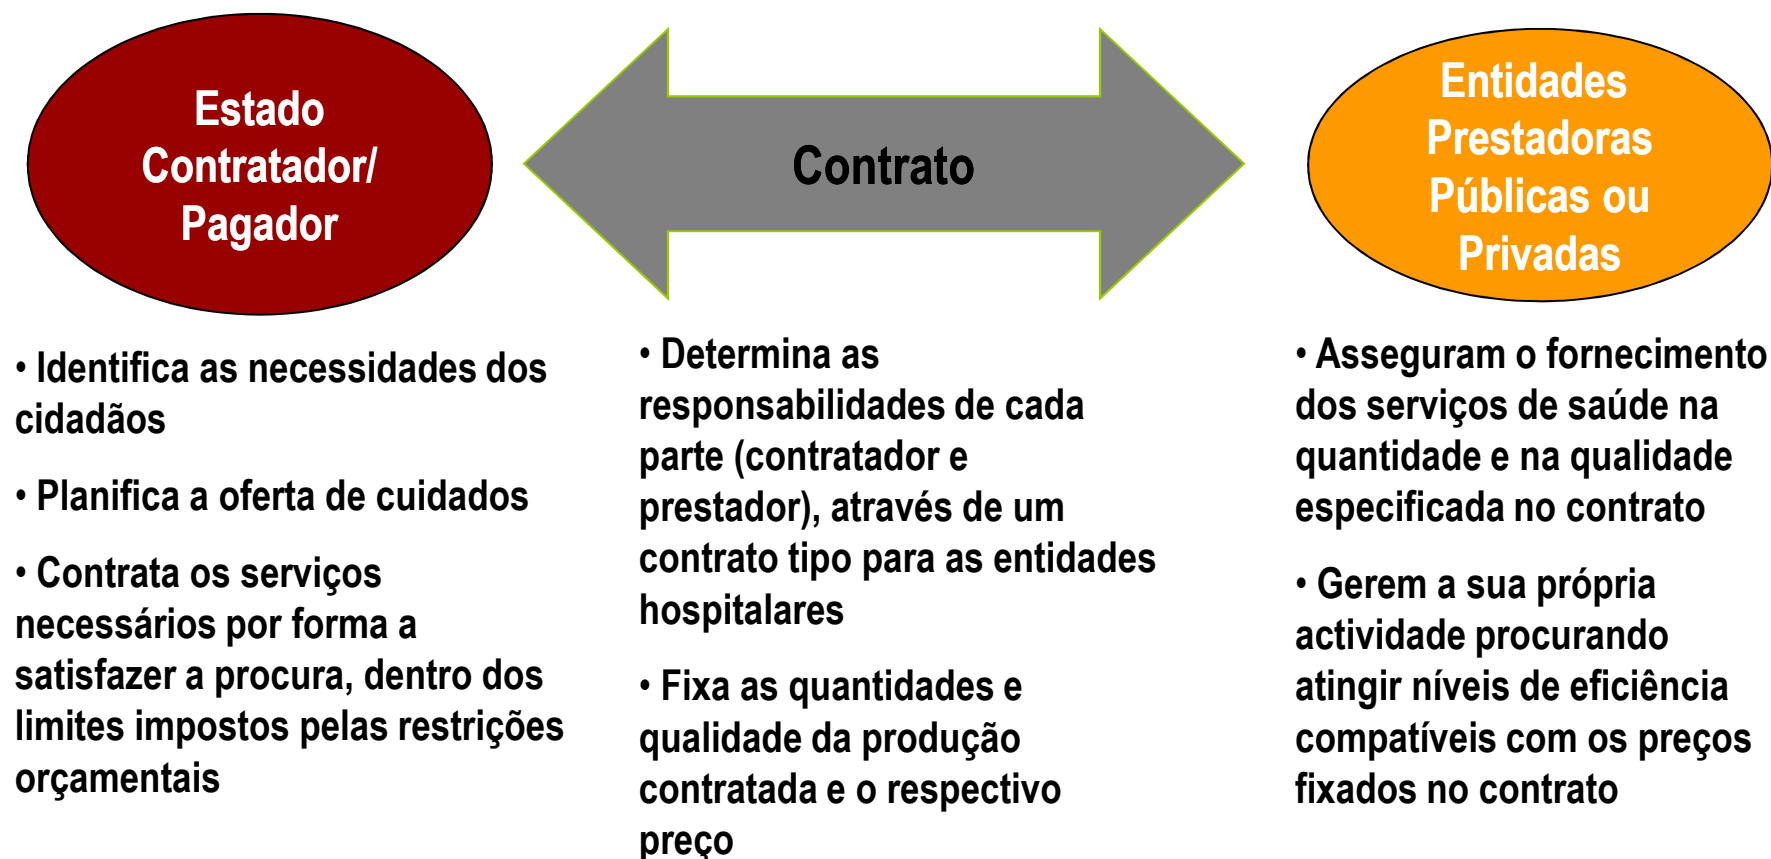 Estado
Contratador/
Pagador
Contrato
Entidades
Prestadoras
Públicas ou
Privadas
• Identifica as necessidades dos
cidadãos
• Planifica a oferta de cuidados
• Contrata os serviços
necessários por forma a
satisfazer a procura, dentro dos
limites impostos pelas restrições
orçamentais
• Determina as
responsabilidades de cada
parte (contratador e
prestador), através de um
contrato tipo para as entidades
hospitalares
• Fixa as quantidades e
qualidade da produção
contratada e o respectivo
preço
• Asseguram o fornecimento
dos serviços de saúde na
quantidade e na qualidade
especificada no contrato
• Gerem a sua própria
actividade procurando
atingir níveis de eficiência
compatíveis com os preços
fixados no contrato